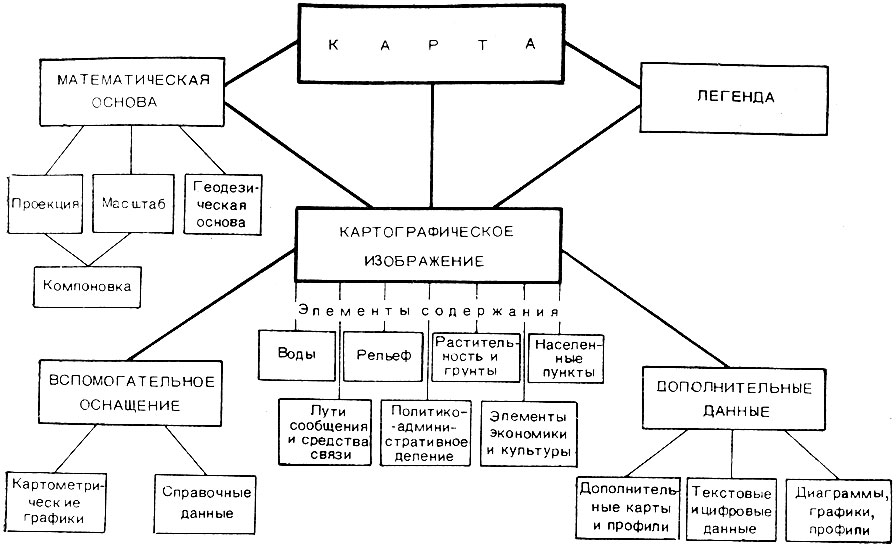 КАРТА
МАТЕМАТИЧЕСКАЯ
ОСНОВА
ЛЕГЕНДА
Проекция
Масштаб
Геодези-
ческая
основа
Компоновка
КАРТОГРАФИЧЕСКОЕ
ИЗОБРАЖЕНИЕ
Элементы содержания
Воды
Рельеф
Раститель-
ность и
грунты
Населен-
ные
пункты
Пути
сообщения
и средства
связи
Политико-
-админи-
стративное
деление
Элементы
экономики
и культуры
ВСПОМОГАТЕЛЬНОЕ
ОСНАЩЕНИЕ
Картометри-
ческие
графики
Справочные
данные
ДОПОЛНИТЕЛЬНЫЕ
ДАННЫЕ
Дополнитель-
ные карты
и профили
Текстовые
и цифровые
данные
Диаграммы,
графики,
профили